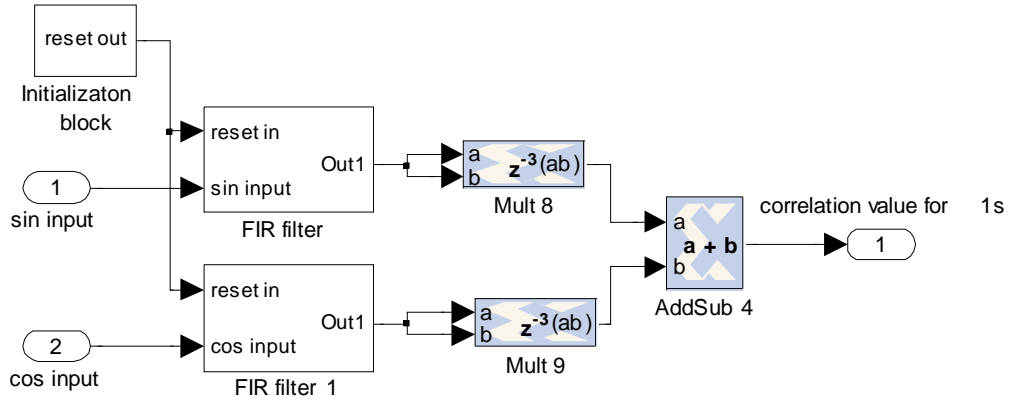 reset out
Initializaton
block
1
sin input
reset in
sin input
Out1
FIR filter
a
b
z-3(ab)
Mult 8
2
cos input
reset in
cos input
Out1
FIR filter 1
a
b
z-3(ab)
Mult 9
a
b
a + b
AddSub 4
correlation value for 1s
1